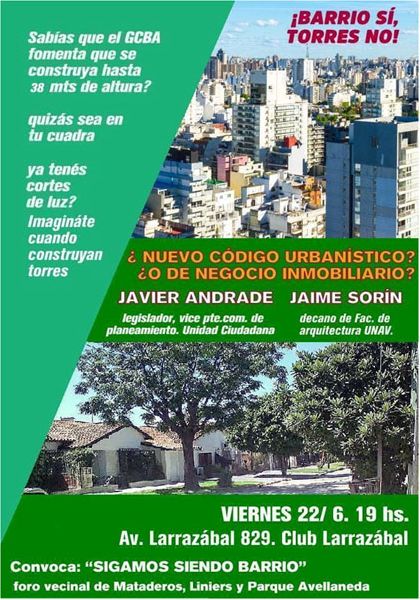 ¡BARRIO SÍ,
TORRES NO!
Sabías que el GCBA
fomenta que se
construya hasta
38 mts de altura?
quizás sea en
tu cuadra
ya tenés
cortes
de luz?
Imagináte
cuando
construyan
torres
¿ NUEVO CÓDIGO URBANÍSTICO?
¿O DE NEGOCIO INMOBILIARIO?
JAVIER ANDRADE
legislador, vice pte.com. de
planeamiento. Unidad Ciudadana
JAIME SORÍN
decano de Fac. de
arquitectura UNAV.
VIERNES 22/ 6. 19 hs.
Av. Larrazábal 829. Club Larrazábal
Convoca: “SIGAMOS SIENDO BARRIO”
foro vecinal de Mataderos, Liniers y Parque Avellaneda